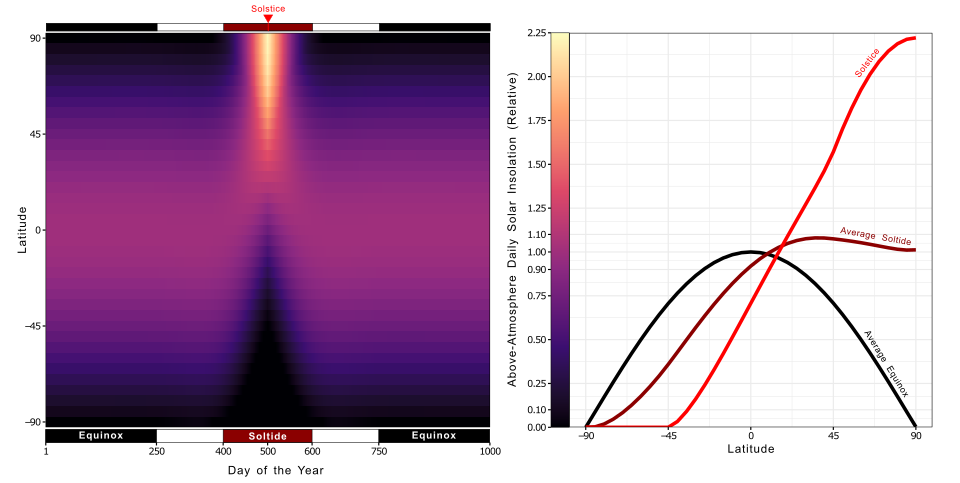 Solstice
90
45
0
−45
−90
Latitude
Equinox Soltide Equinox
1 250 400 500 600 750 1000
Day of the Year
2.25
2.00
1.75
1.50
1.25
1.10
1.00
0.90
0.75
0.50
0.25
0.10
0.00
Above-Atmosphere Daily Solar Insolation (Relative)
Solstice
Average Soltide
Average Equinox
−90 −45 0 45 90
Latitude